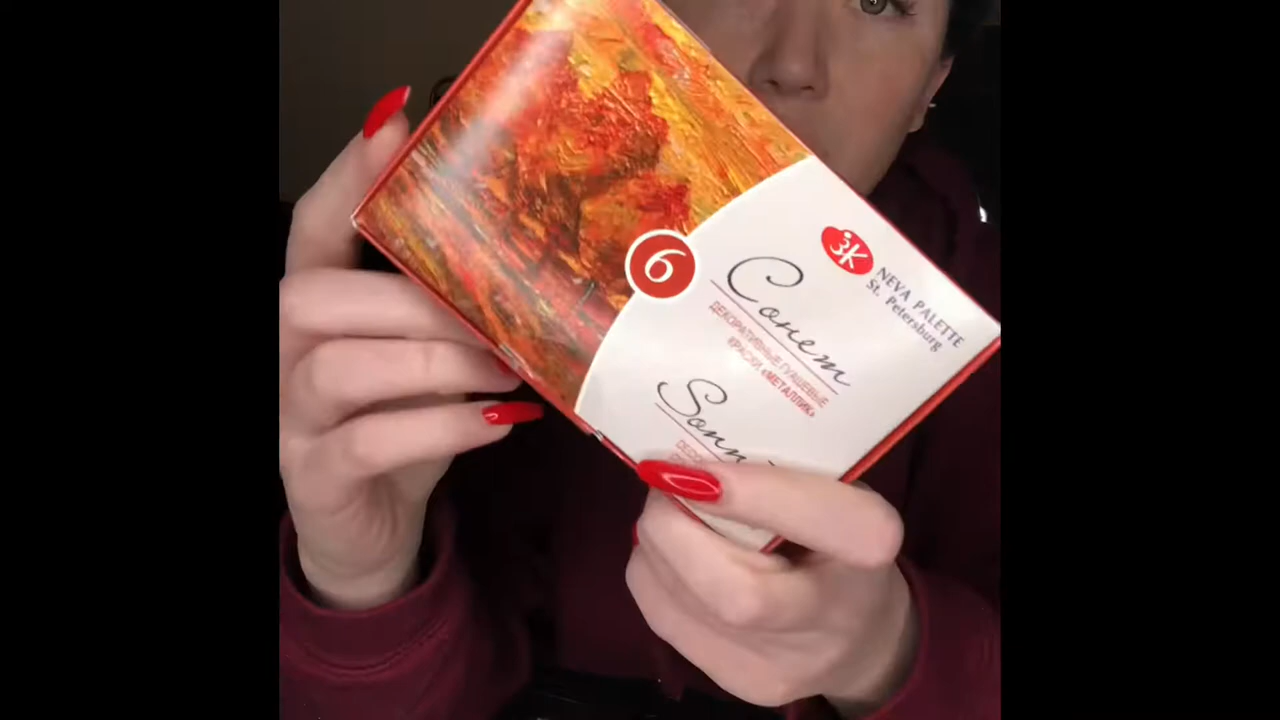 6
ЗК
NEVA PALETTE
St. Petersburg
Сонет
ДЕКОРАТИВНЫЕ ГУАШЕВЫЕ
КРАСКИ «МЕТАЛЛИК»
Sonn